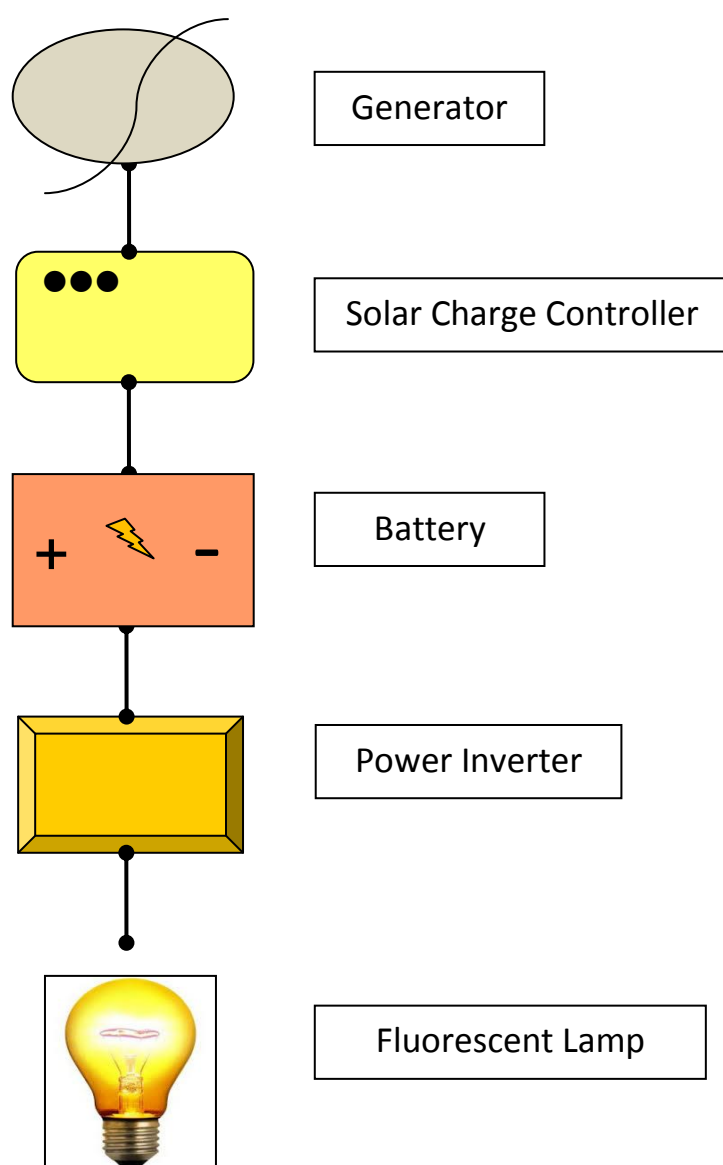 Generator
Solar Charge Controller
Battery
+ -
Power Inverter
Fluorescent Lamp